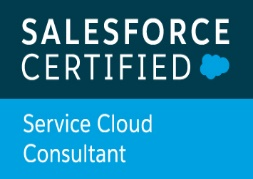 SALESFORCE
CERTIFIED
Service Cloud
Consultant